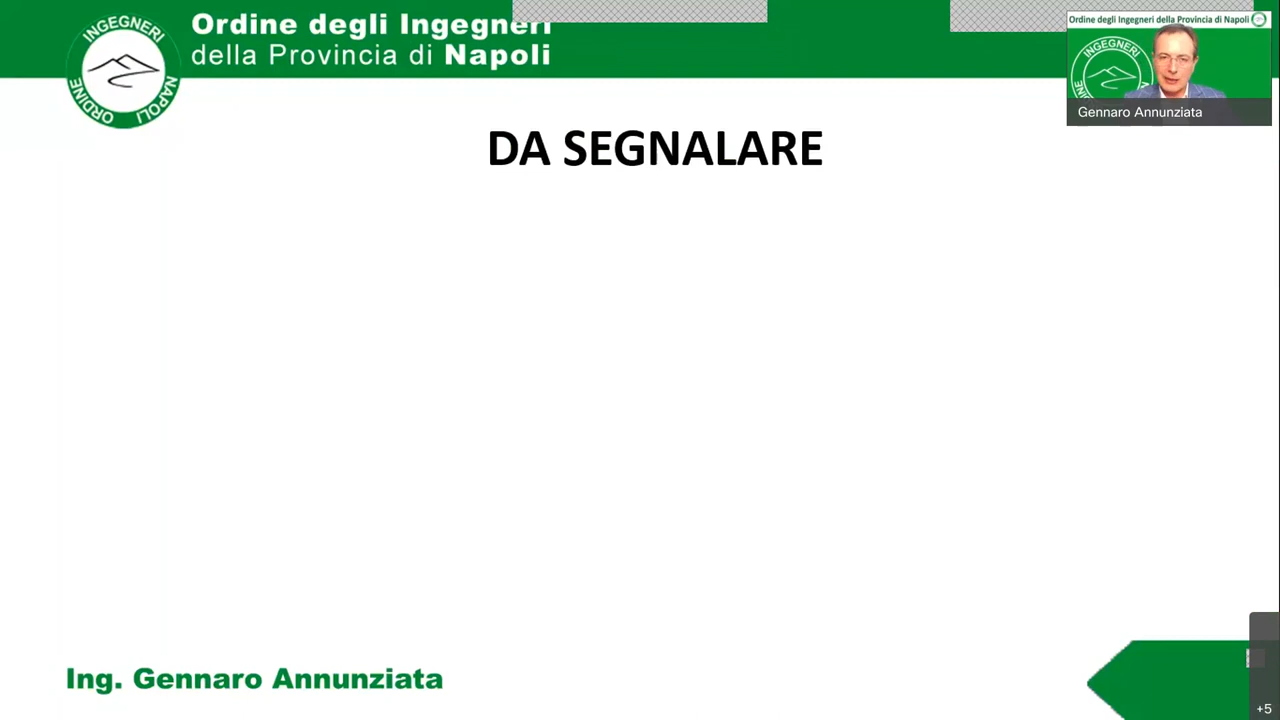 INGEGNERI
NAPOLI
ORDINE
Ordine degli Ingegneri
della Provincia di Napoli
Ordine degli Ingegneri della Provincia di Napoli
INGEGNERI
Gennaro Annunziata
DA SEGNALARE
Ing. Gennaro Annunziata
+5